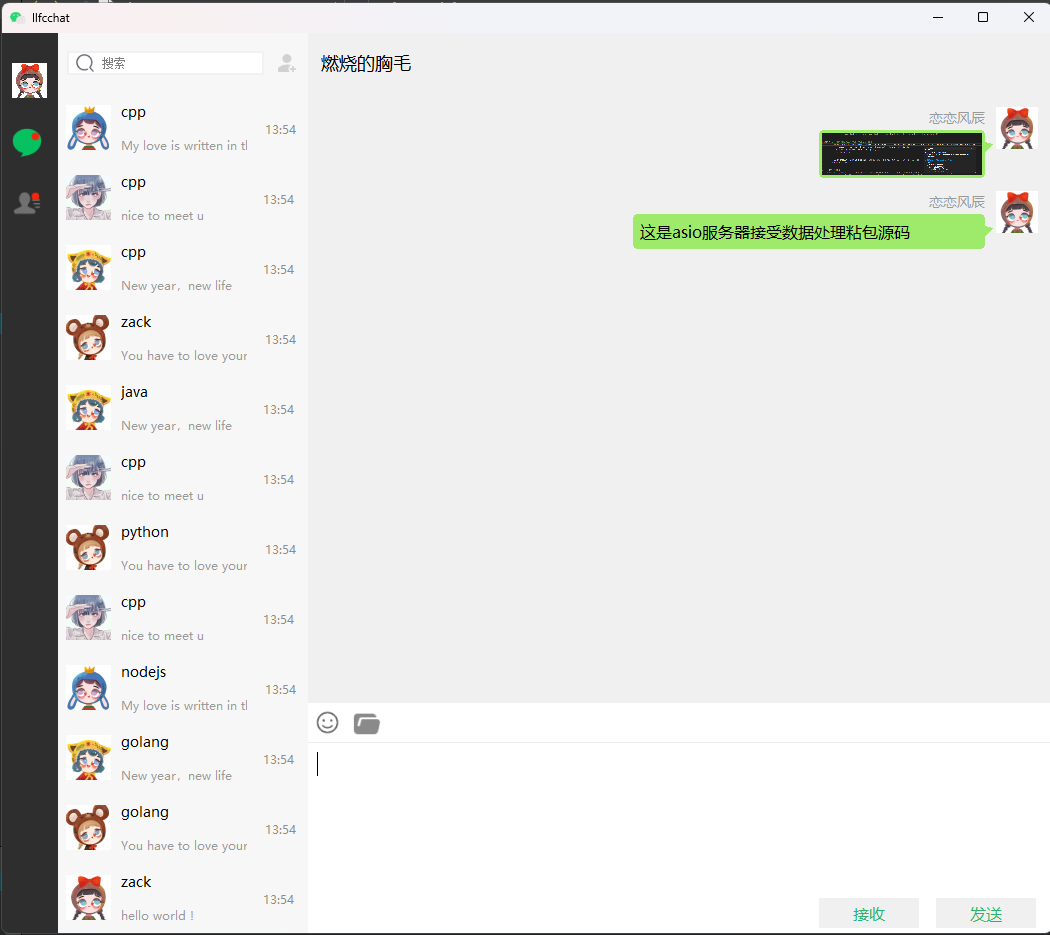 llfcchat
搜索
cpp
13:54
My love is written in tl
cpp
13:54
nice to meet u
cpp
13:54
New year，new life
zack
13:54
You have to love your
java
13:54
New year，new life
cpp
13:54
nice to meet u
python
13:54
You have to love your
cpp
13:54
nice to meet u
nodejs
13:54
My love is written in tl
golang
13:54
New year，new life
golang
13:54
You have to love your
zack
13:54
hello world !
燃烧的胸毛
恋恋风辰
恋恋风辰
这是asio服务器接受数据处理粘包源码
接收
发送